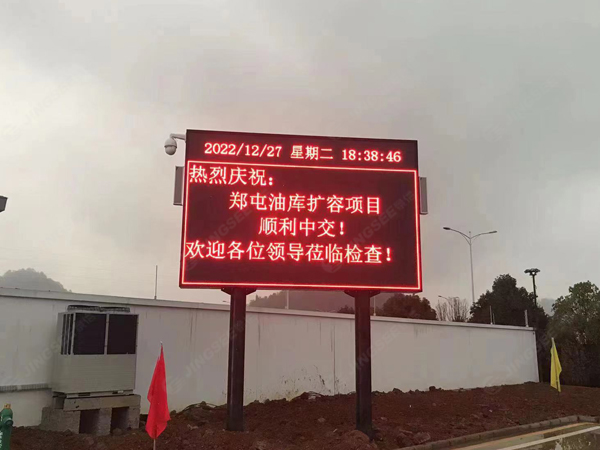 2022/12/27 星期二 18:38:46
热烈庆祝：
郑屯油库扩容项目
顺利中交！
欢迎各位领导莅临检查！